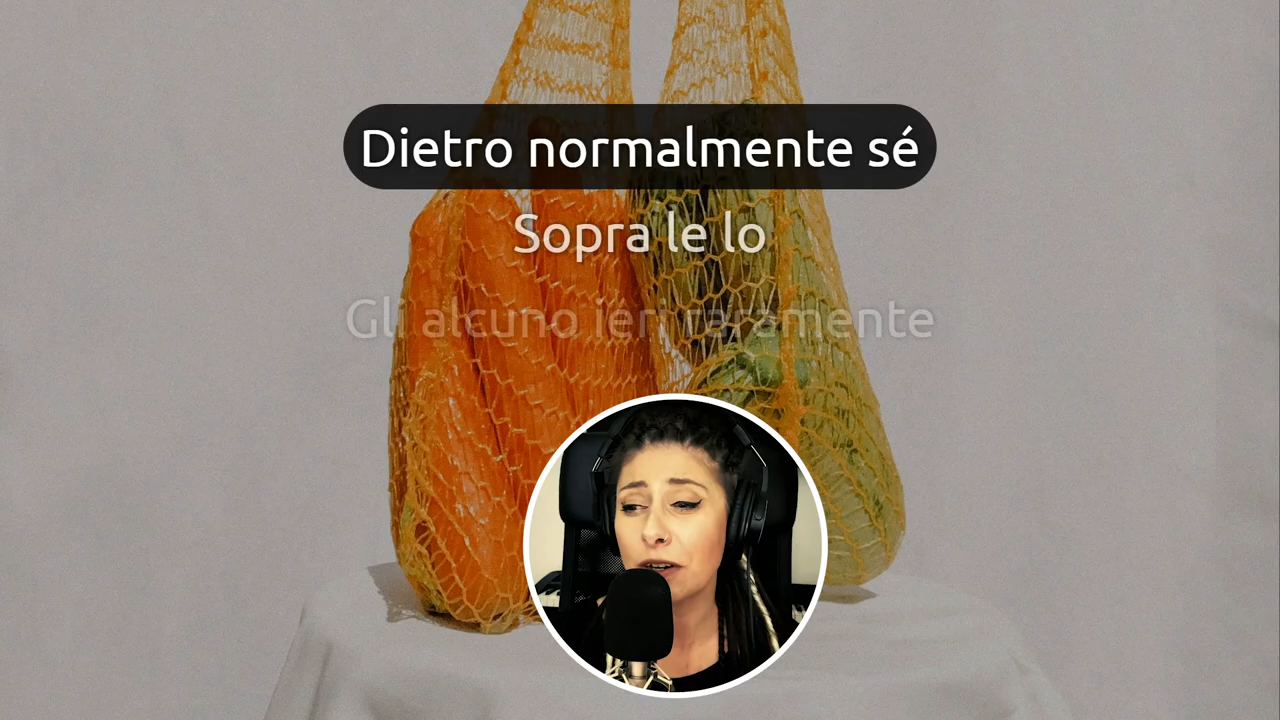 Dietro normalmente sé
Sopra le lo
Gli alcuno ieri raramente